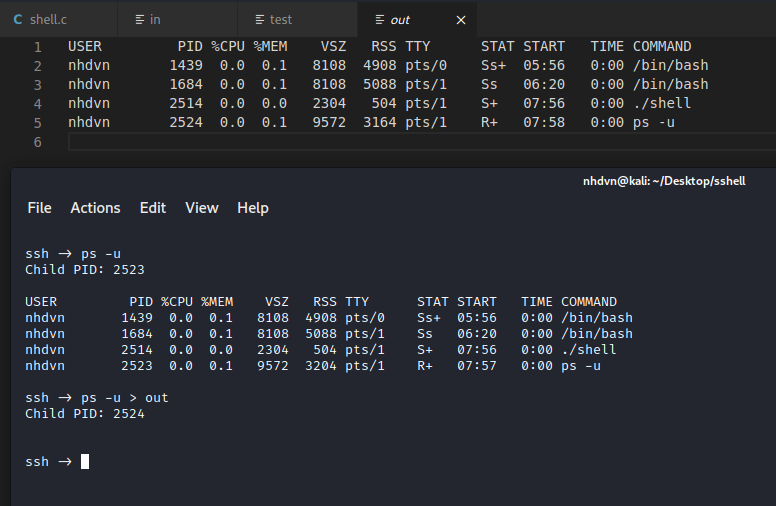 C shell.c in test out ×
1 USER PID %CPU %MEM VSZ RSS TTY STAT START TIME COMMAND
2 nhdvn 1439 0.0 0.1 8108 4908 pts/0 Ss+ 05:56 0:00 /bin/bash
3 nhdvn 1684 0.0 0.1 8108 5088 pts/1 Ss 06:20 0:00 /bin/bash
4 nhdvn 2514 0.0 0.0 2304 504 pts/1 S+ 07:56 0:00 ./shell
5 nhdvn 2524 0.0 0.1 9572 3164 pts/1 R+ 07:58 0:00 ps -u
6
nhdvn@kali: ~/Desktop/sshell
File Actions Edit View Help
ssh → ps -u
Child PID: 2523
USER PID %CPU %MEM VSZ RSS TTY STAT START TIME COMMAND
nhdvn 1439 0.0 0.1 8108 4908 pts/0 Ss+ 05:56 0:00 /bin/bash
nhdvn 1684 0.0 0.1 8108 5088 pts/1 Ss 06:20 0:00 /bin/bash
nhdvn 2514 0.0 0.0 2304 504 pts/1 S+ 07:56 0:00 ./shell
nhdvn 2523 0.0 0.1 9572 3204 pts/1 R+ 07:57 0:00 ps -u
ssh → ps -u > out
Child PID: 2524
ssh →